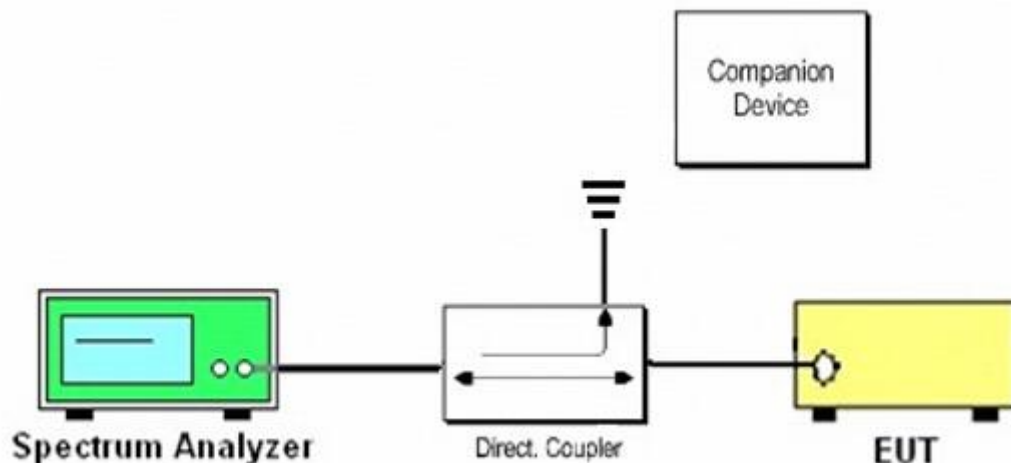 Companion
Device
Spectrum Analyzer
Direct. Coupler
EUT